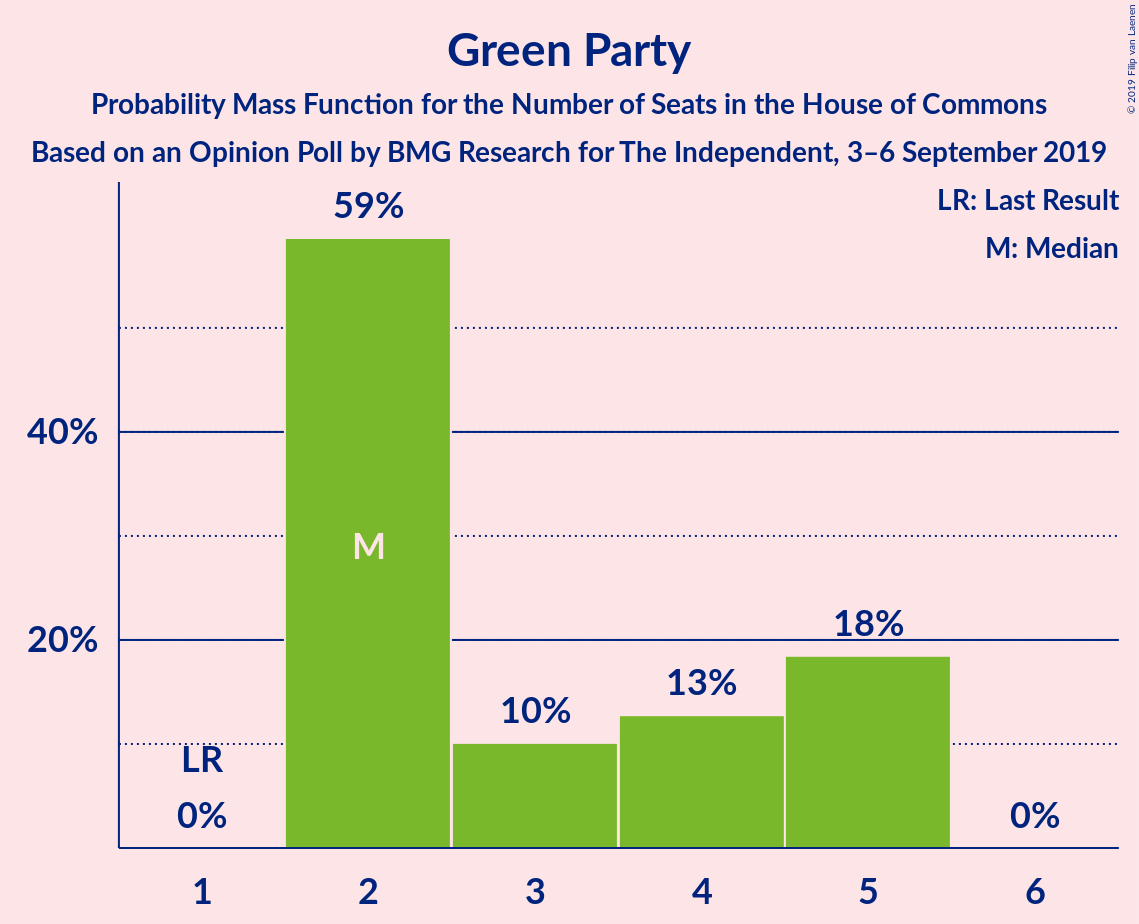 Green Party
Probability Mass Function for the Number of Seats in the House of Commons
Based on an Opinion Poll by BMG Research for The Independent, 3–6 September 2019
© 2019 Filip van Laenen
LR: Last Result
M: Median
59%
40%
M
20%
18%
13%
10%
LR
0%
0%
1 2 3 4 5 6